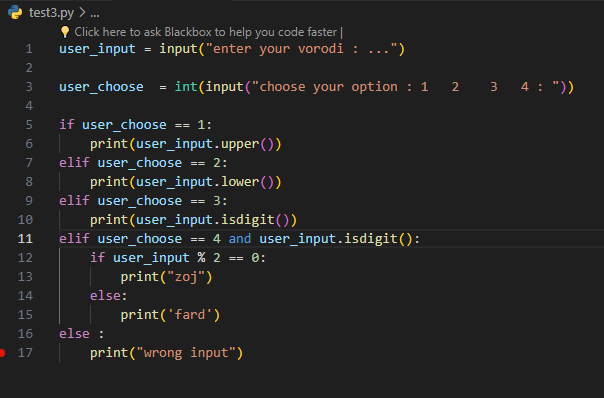 test3.py > ...
Click here to ask Blackbox to help you code faster |
1 user_input = input("enter your vorodi : ...")
2
3 user_choose  = int(input("choose your option : 1   2    3   4 : "))
4
5 if user_choose == 1:
6     print(user_input.upper())
7 elif user_choose == 2:
8     print(user_input.lower())
9 elif user_choose == 3:
10     print(user_input.isdigit())
11 elif user_choose == 4 and user_input.isdigit():
12     if user_input % 2 == 0:
13         print("zoj")
14     else:
15         print('fard')
16 else :
17     print("wrong input")